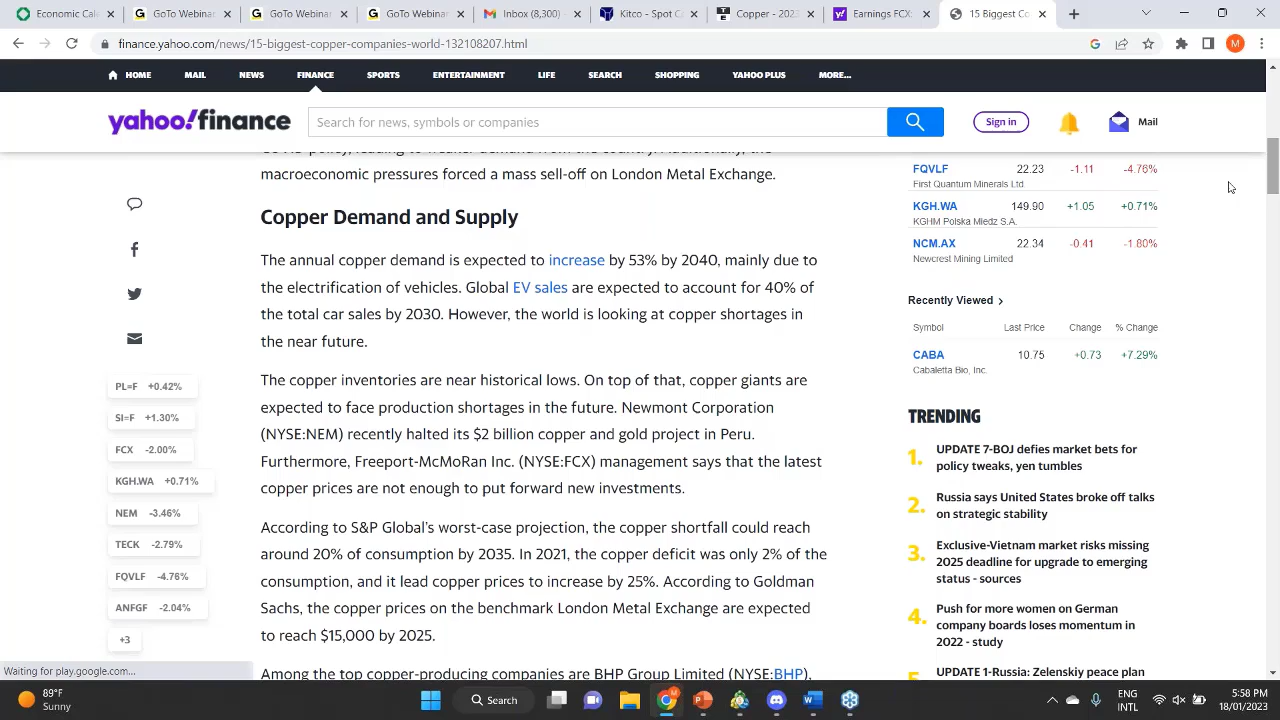 Economic Cal
GoTo Webinar
GoTo Webinar
GoTo Webinar
Inbox (8,300) -
Kitco - Spot C
Copper - 202
Earnings FCX
15 Biggest Co
finance.yahoo.com/news/15-biggest-copper-companies-world-132108207.html
M
HOME
MAIL
NEWS
FINANCE
SPORTS
ENTERTAINMENT
LIFE
SEARCH
SHOPPING
YAHOO PLUS
MORE...
yahoo!finance
Search for news, symbols or companies
Sign in
Mail
macroeconomic pressures forced a mass sell-off on London Metal Exchange.
Copper Demand and Supply
The annual copper demand is expected to increase by 53% by 2040, mainly due to
the electrification of vehicles. Global EV sales are expected to account for 40% of
the total car sales by 2030. However, the world is looking at copper shortages in
the near future.
The copper inventories are near historical lows. On top of that, copper giants are
expected to face production shortages in the future. Newmont Corporation
(NYSE:NEM) recently halted its $2 billion copper and gold project in Peru.
Furthermore, Freeport-McMoRan Inc. (NYSE:FCX) management says that the latest
copper prices are not enough to put forward new investments.
According to S&P Global's worst-case projection, the copper shortfall could reach
around 20% of consumption by 2035. In 2021, the copper deficit was only 2% of the
consumption, and it lead copper prices to increase by 25%. According to Goldman
Sachs, the copper prices on the benchmark London Metal Exchange are expected
to reach $15,000 by 2025.
Among the top copper-producing companies are BHP Group Limited (NYSE:BHP),
PL=F +0.42%
SI=F +1.30%
FCX -2.00%
KGH.WA +0.71%
NEM -3.46%
TECK -2.79%
FQVLF -4.76%
ANFGF -2.04%
+3
FQVLF 22.23 -1.11 -4.76%
First Quantum Minerals Ltd.
KGH.WA 149.90 +1.05 +0.71%
KGHM Polska Miedz S.A.
NCM.AX 22.34 -0.41 -1.80%
Newcrest Mining Limited
Recently Viewed
Symbol Last Price Change % Change
CABA 10.75 +0.73 +7.29%
Cabaletta Bio, Inc.
TRENDING
1. UPDATE 7-BOJ defies market bets for
policy tweaks, yen tumbles
2. Russia says United States broke off talks
on strategic stability
3. Exclusive-Vietnam market risks missing
2025 deadline for upgrade to emerging
status - sources
4. Push for more women on German
company boards loses momentum in
2022 - study
UPDATE 1-Russia: Zelenskiy peace plan
Waiting for play.google.com...
89°F
Sunny
Search
ENG
INTL
5:58 PM
18/01/2023